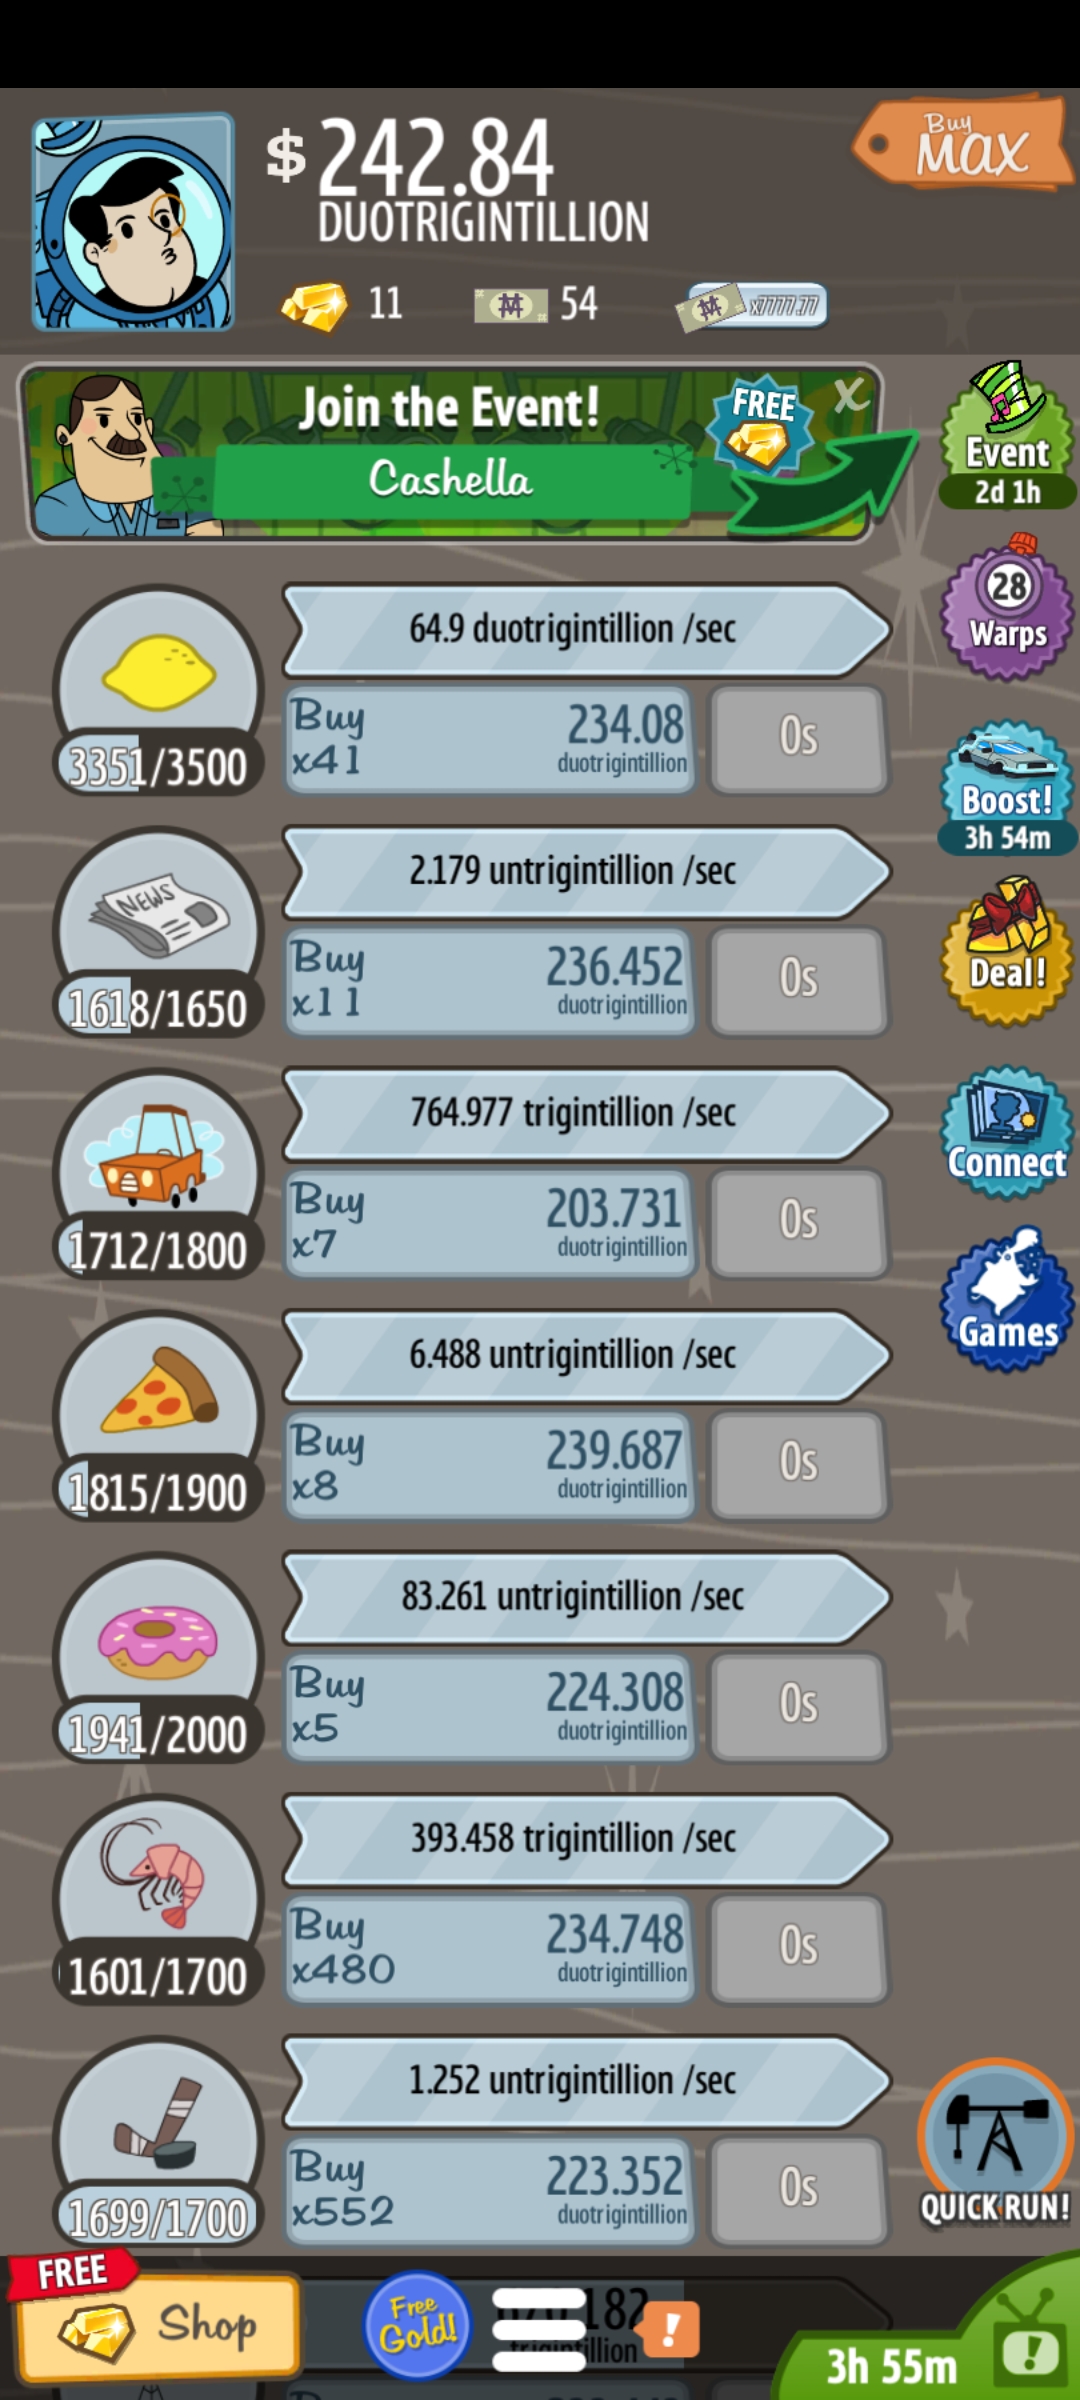 $242.84
DUOTRIGINTILLION
Buy
MAX
11
54
x7777.77
Join the Event!
Cashella
FREE
X
Event
2d 1h
28
Warps
64.9 duotrigintillion /sec
3351/3500
Buy
x41
234.08
duotrigintillion
0s
Boost!
3h 54m
2.179 untrigintillion /sec
NEWS
1618/1650
Buy
x11
236.452
duotrigintillion
0s
Deal!
764.977 trigintillion /sec
1712/1800
Buy
x7
203.731
duotrigintillion
0s
Connect
Games
6.488 untrigintillion /sec
1815/1900
Buy
x8
239.687
duotrigintillion
0s
83.261 untrigintillion /sec
1941/2000
Buy
x5
224.308
duotrigintillion
0s
393.458 trigintillion /sec
1601/1700
Buy
x480
234.748
duotrigintillion
0s
1.252 untrigintillion /sec
1699/1700
Buy
x552
223.352
duotrigintillion
0s
QUICK RUN!
FREE
Shop
Free
Gold!
!
3h 55m
!